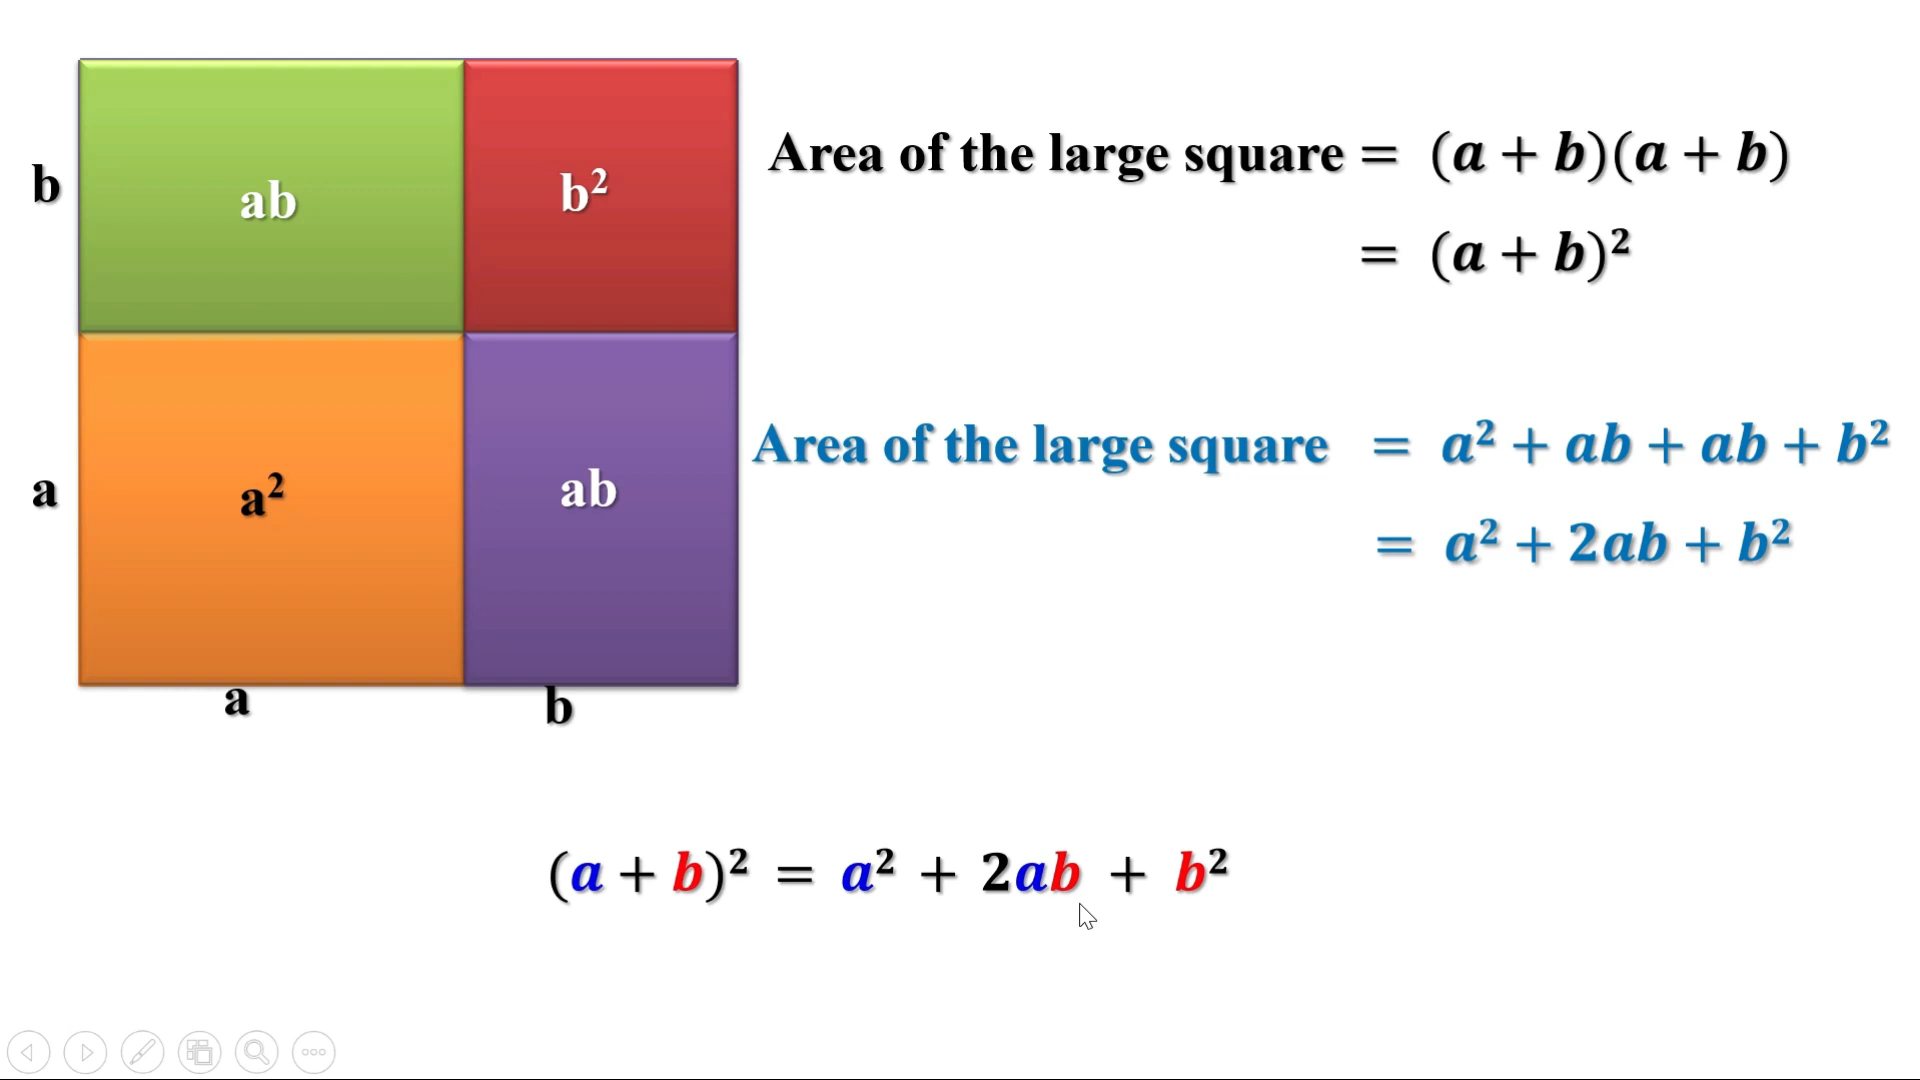 b
ab
b²
a
a²
ab
a
b
Area of the large square = (a + b)(a + b)
= (a + b)²
Area of the large square = a² + ab + ab + b²
= a² + 2ab + b²
(a + b)² = a² + 2ab + b²